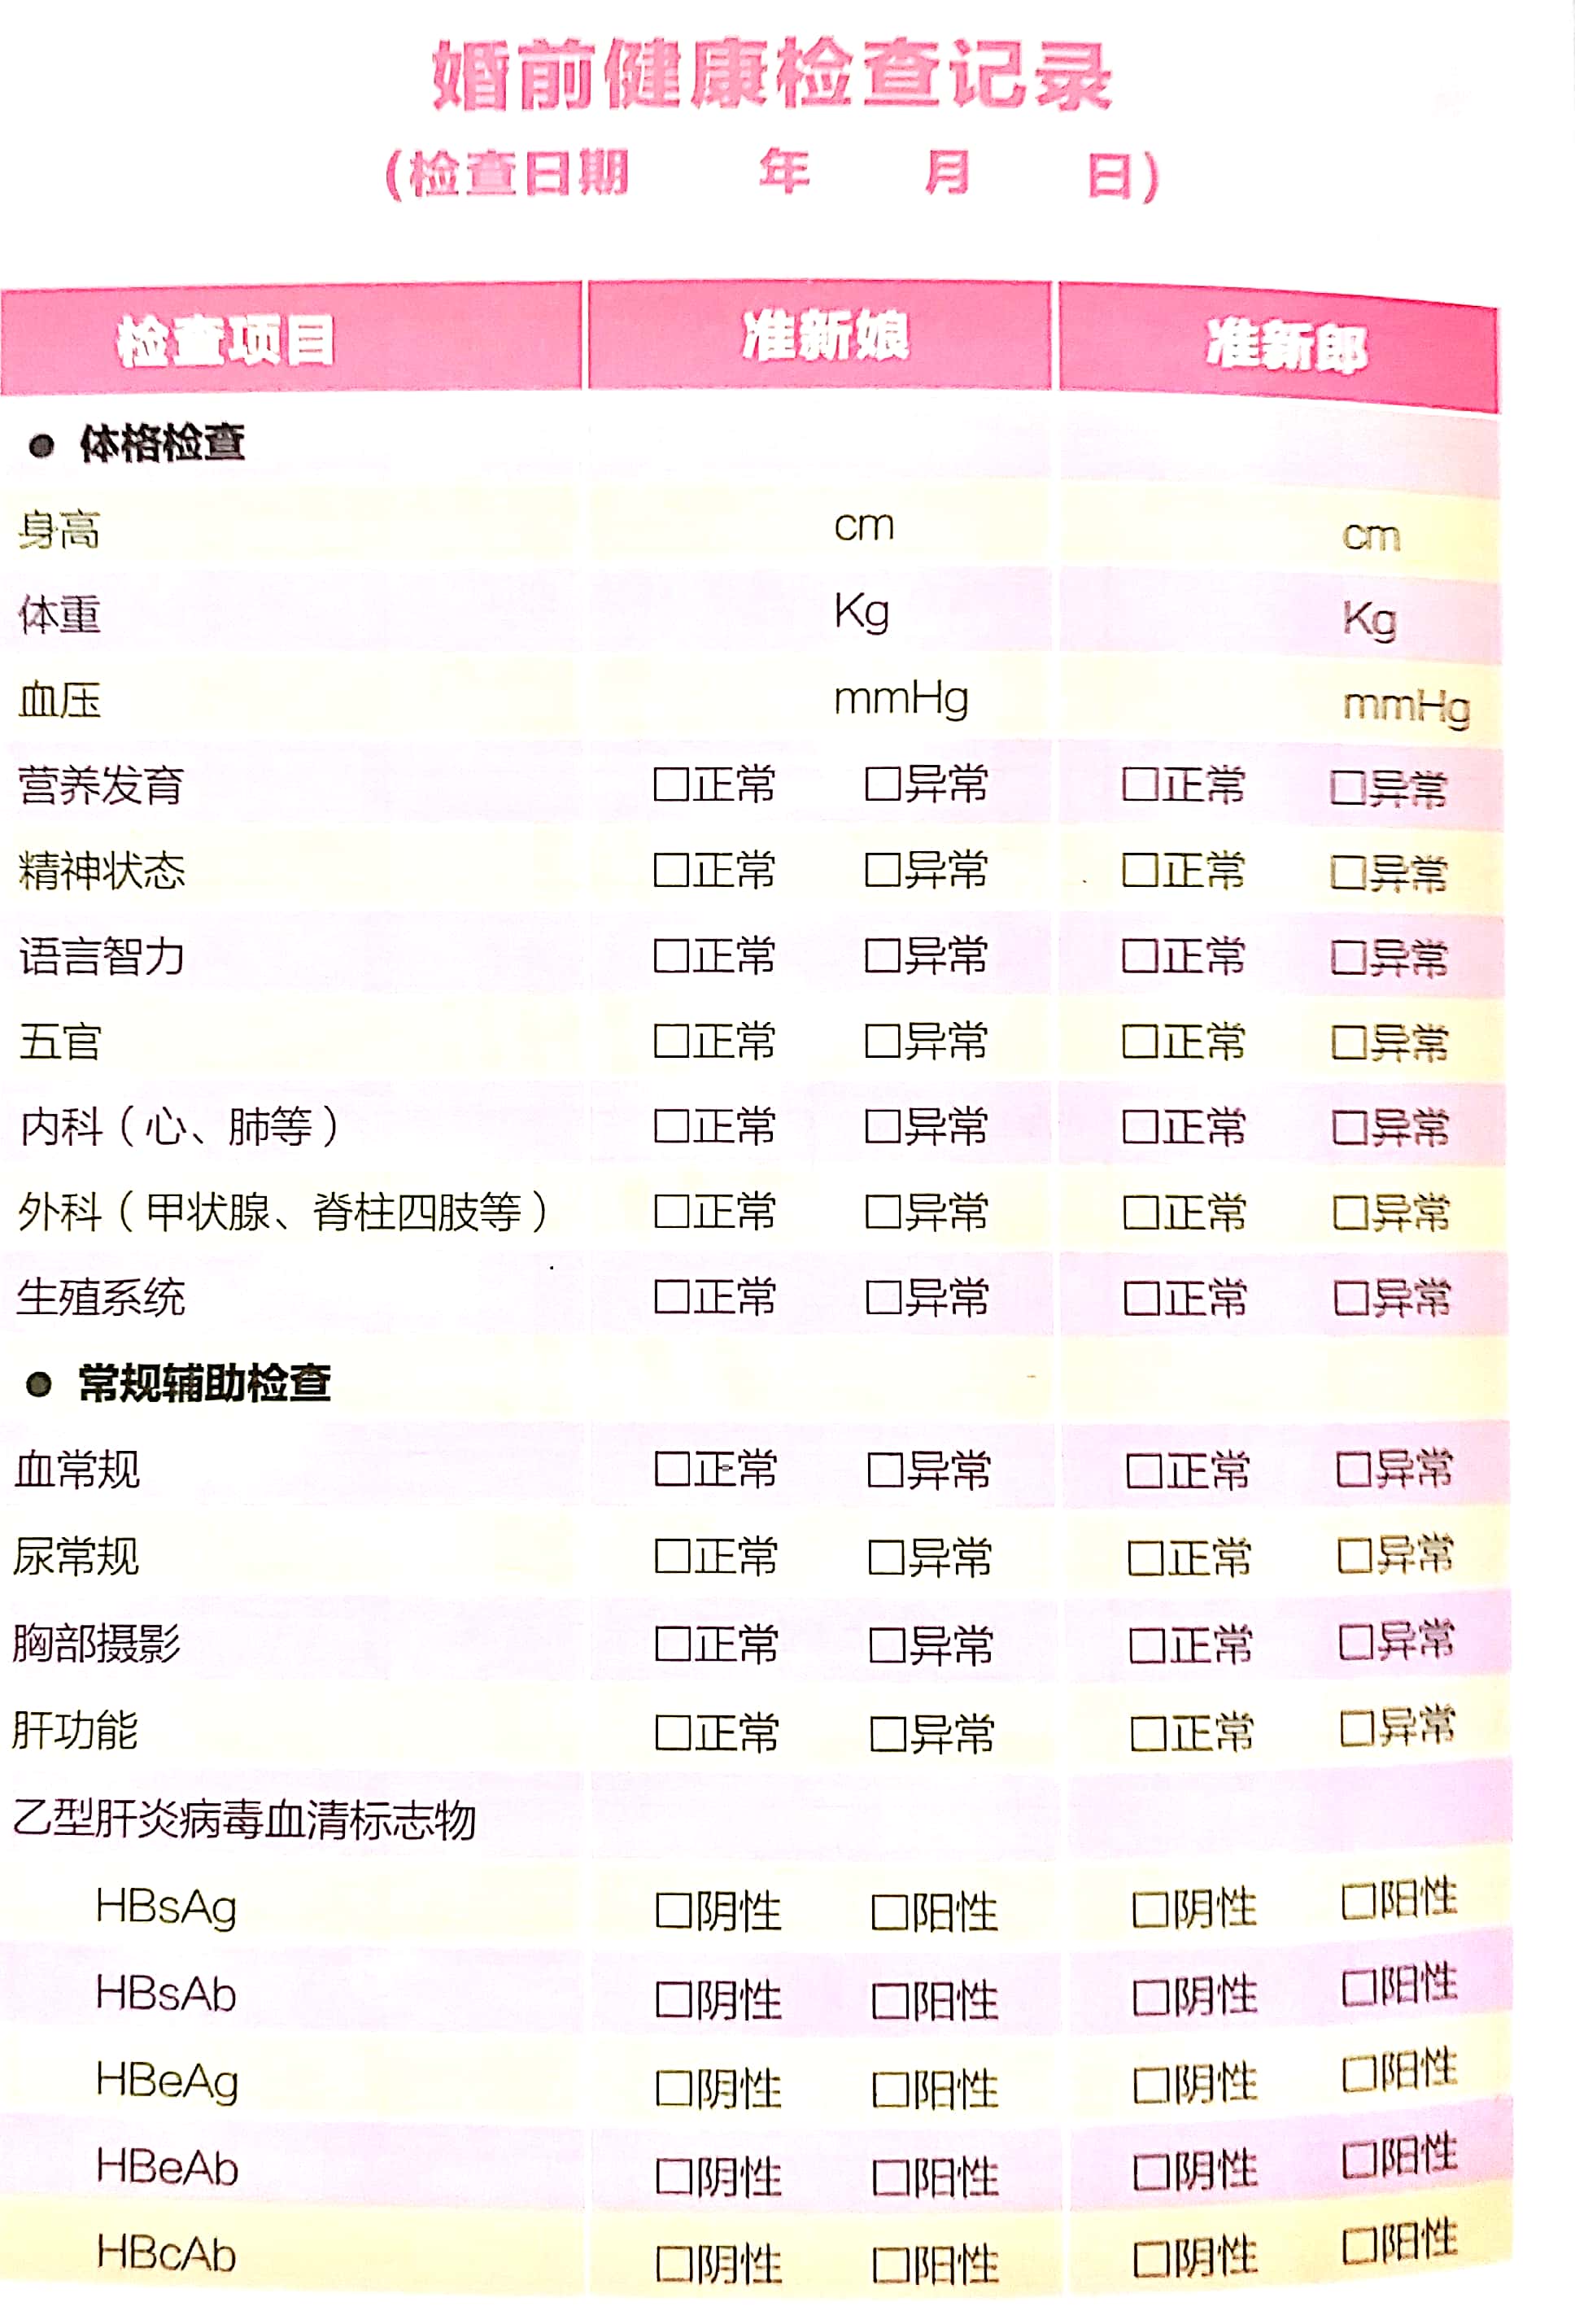 婚前健康检查记录
(检查日期 年 月 日)
检查项目 准新娘 准新郎
● 体格检查
身高 cm cm
体重 Kg Kg
血压 mmHg mmHg
营养发育 □正常 □异常 □正常 □异常
精神状态 □正常 □异常 □正常 □异常
语言智力 □正常 □异常 □正常 □异常
五官 □正常 □异常 □正常 □异常
内科（心、肺等） □正常 □异常 □正常 □异常
外科（甲状腺、脊柱四肢等） □正常 □异常 □正常 □异常
生殖系统 □正常 □异常 □正常 □异常
● 常规辅助检查
血常规 □正常 □异常 □正常 □异常
尿常规 □正常 □异常 □正常 □异常
胸部摄影 □正常 □异常 □正常 □异常
肝功能 □正常 □异常 □正常 □异常
乙型肝炎病毒血清标志物
HBsAg □阴性 □阳性 □阴性 □阳性
HBsAb □阴性 □阳性 □阴性 □阳性
HBeAg □阴性 □阳性 □阴性 □阳性
HBeAb □阴性 □阳性 □阴性 □阳性
HBcAb □阴性 □阳性 □阴性 □阳性